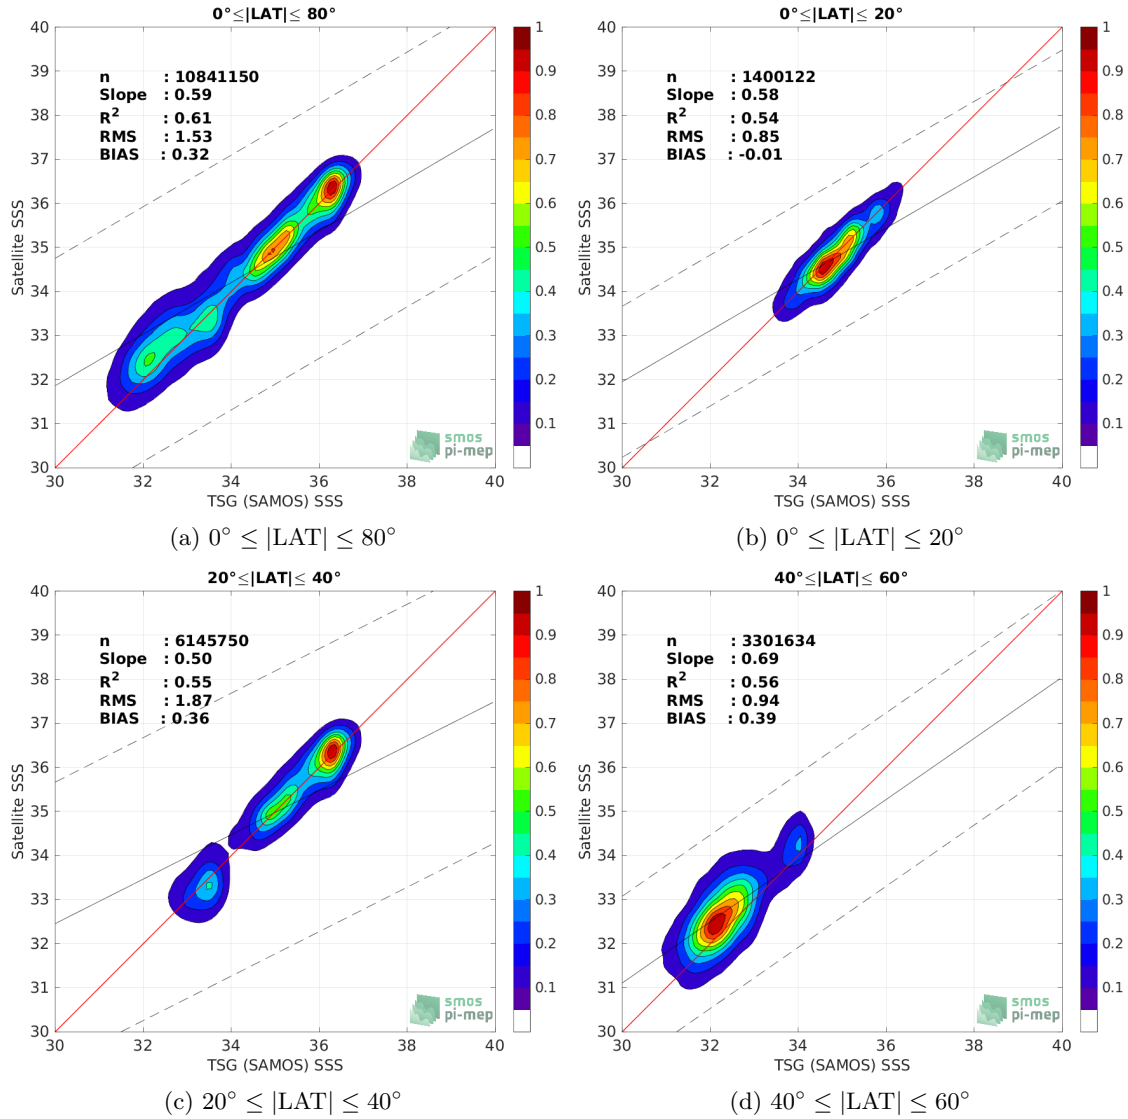 0°≤|LAT|≤ 80°
n : 10841150
Slope : 0.59
R² : 0.61
RMS : 1.53
BIAS : 0.32
40
39
38
37
36
35
34
33
32
31
30
Satellite SSS
30 32 34 36 38 40
TSG (SAMOS) SSS
1
0.9
0.8
0.7
0.6
0.5
0.4
0.3
0.2
0.1
smos
pi-mep
(a) 0° ≤ |LAT| ≤ 80°
0°≤|LAT|≤ 20°
n : 1400122
Slope : 0.58
R² : 0.54
RMS : 0.85
BIAS : -0.01
40
39
38
37
36
35
34
33
32
31
30
Satellite SSS
30 32 34 36 38 40
TSG (SAMOS) SSS
1
0.9
0.8
0.7
0.6
0.5
0.4
0.3
0.2
0.1
smos
pi-mep
(b) 0° ≤ |LAT| ≤ 20°
20°≤|LAT|≤ 40°
n : 6145750
Slope : 0.50
R² : 0.55
RMS : 1.87
BIAS : 0.36
40
39
38
37
36
35
34
33
32
31
30
Satellite SSS
30 32 34 36 38 40
TSG (SAMOS) SSS
1
0.9
0.8
0.7
0.6
0.5
0.4
0.3
0.2
0.1
smos
pi-mep
(c) 20° ≤ |LAT| ≤ 40°
40°≤|LAT|≤ 60°
n : 3301634
Slope : 0.69
R² : 0.56
RMS : 0.94
BIAS : 0.39
40
39
38
37
36
35
34
33
32
31
30
Satellite SSS
30 32 34 36 38 40
TSG (SAMOS) SSS
1
0.9
0.8
0.7
0.6
0.5
0.4
0.3
0.2
0.1
smos
pi-mep
(d) 40° ≤ |LAT| ≤ 60°